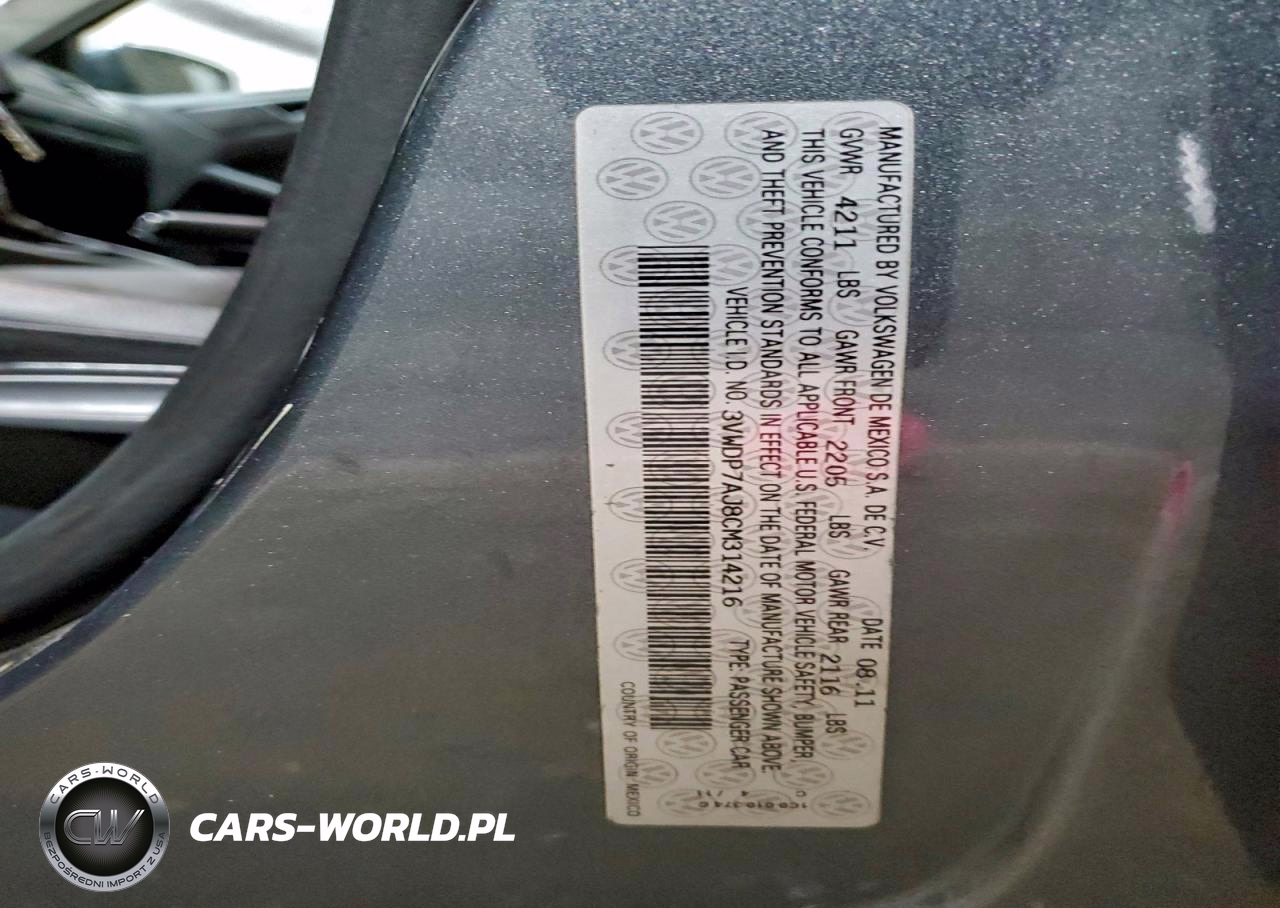 MANUFACTURED BY VOLKSWAGEN DE MEXICO S.A. DE C.V. DATE 08.11
GVWR 4211 LBS GAWR FRONT 2205 LBS GAWR REAR 2116 LBS
THIS VEHICLE CONFORMS TO ALL APPLICABLE U.S. FEDERAL MOTOR VEHICLE SAFETY, BUMPER,
AND THEFT PREVENTION STANDARDS IN EFFECT ON THE DATE OF MANUFACTURE SHOWN ABOVE
VEHICLE I.D. NO. 3VWDP7AJ8CM314216 TYPE: PASSENGER CAR
COUNTRY OF ORIGIN: MEXICO
CARS-WORLD
CW
BEZPOŚREDNI IMPORT Z USA
CARS-WORLD.PL